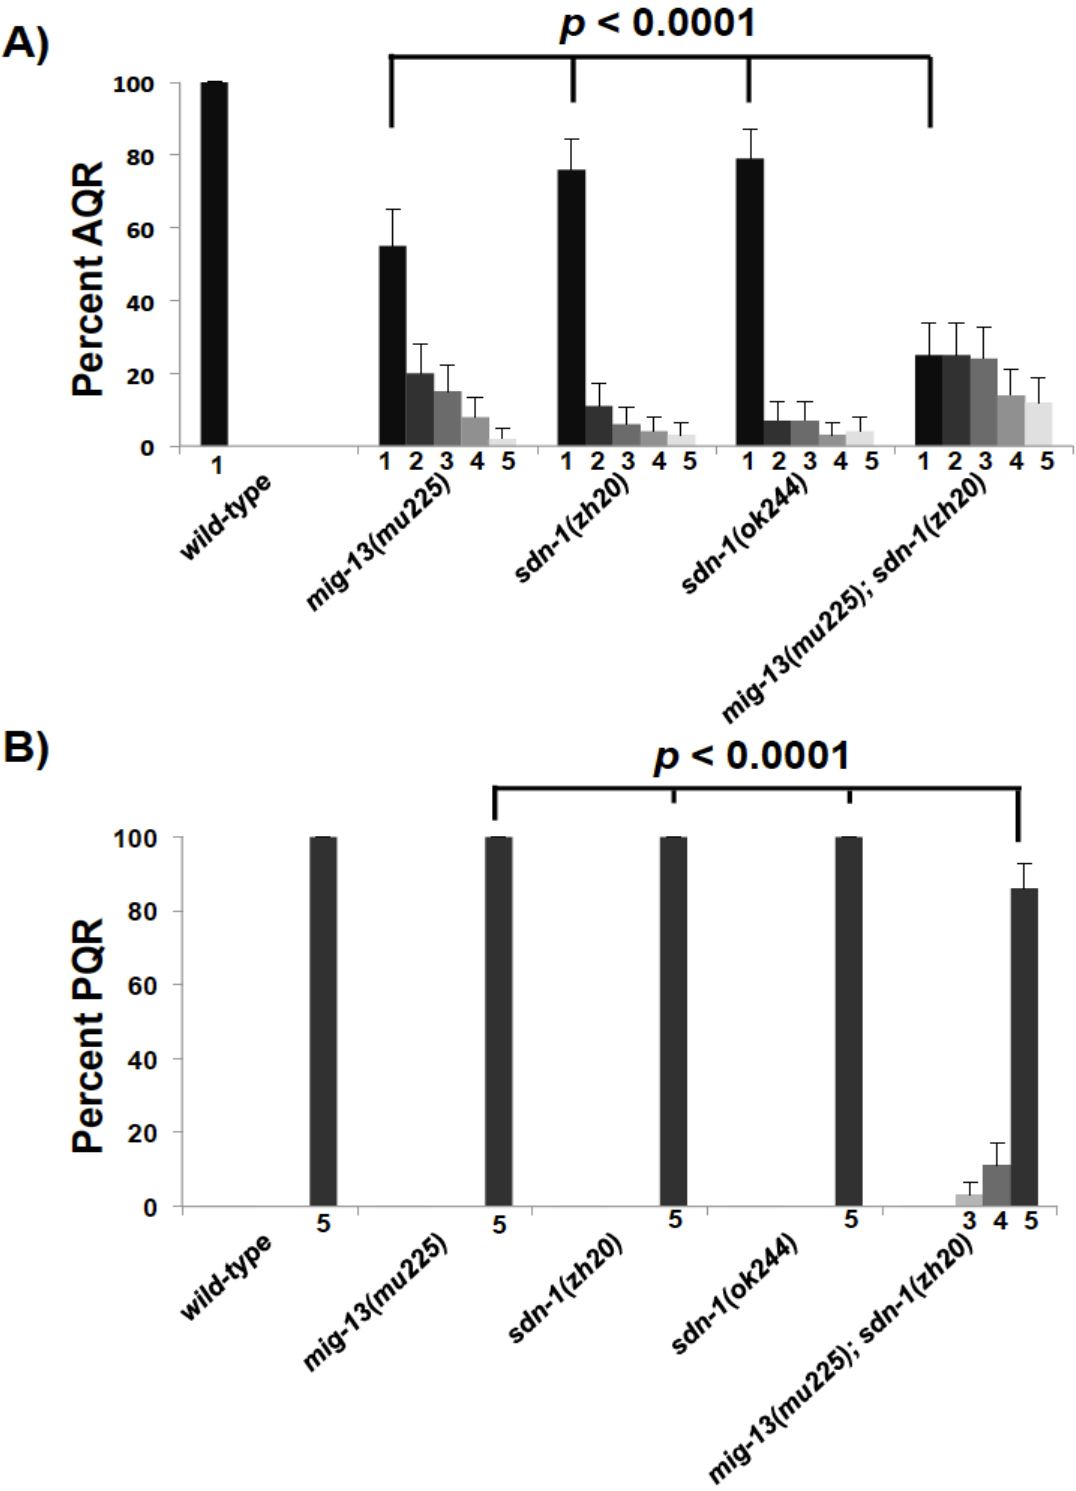 A)
p < 0.0001
Percent AQR
100
80
60
40
20
0
1
1 2 3 4 5
1 2 3 4 5
1 2 3 4 5
1 2 3 4 5
wild-type
mig-13(mu225)
sdn-1(zh20)
sdn-1(ok244)
mig-13(mu225); sdn-1(zh20)
B)
p < 0.0001
Percent PQR
100
80
60
40
20
0
5
5
5
5
3 4 5
wild-type
mig-13(mu225)
sdn-1(zh20)
sdn-1(ok244)
mig-13(mu225); sdn-1(zh20)